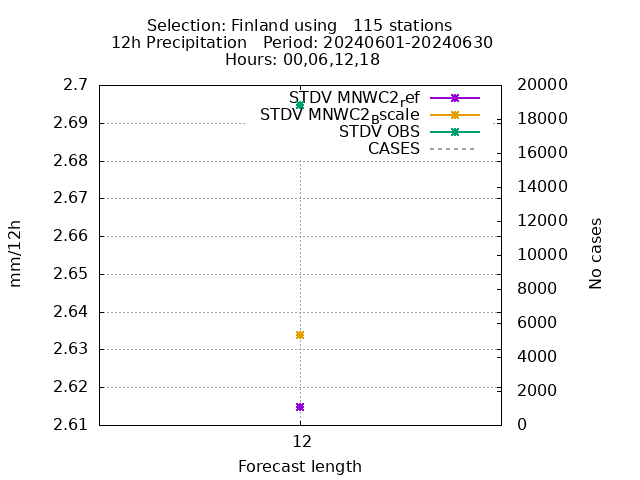 Selection: Finland using   115 stations
12h Precipitation   Period: 20240601-20240630
Hours: 00,06,12,18
STDV MNWC2_ref
STDV MNWC2_Bscale
STDV OBS
CASES
2.7
2.69
2.68
2.67
2.66
2.65
2.64
2.63
2.62
2.61
20000
18000
16000
14000
12000
10000
8000
6000
4000
2000
0
mm/12h
No cases
12
Forecast length